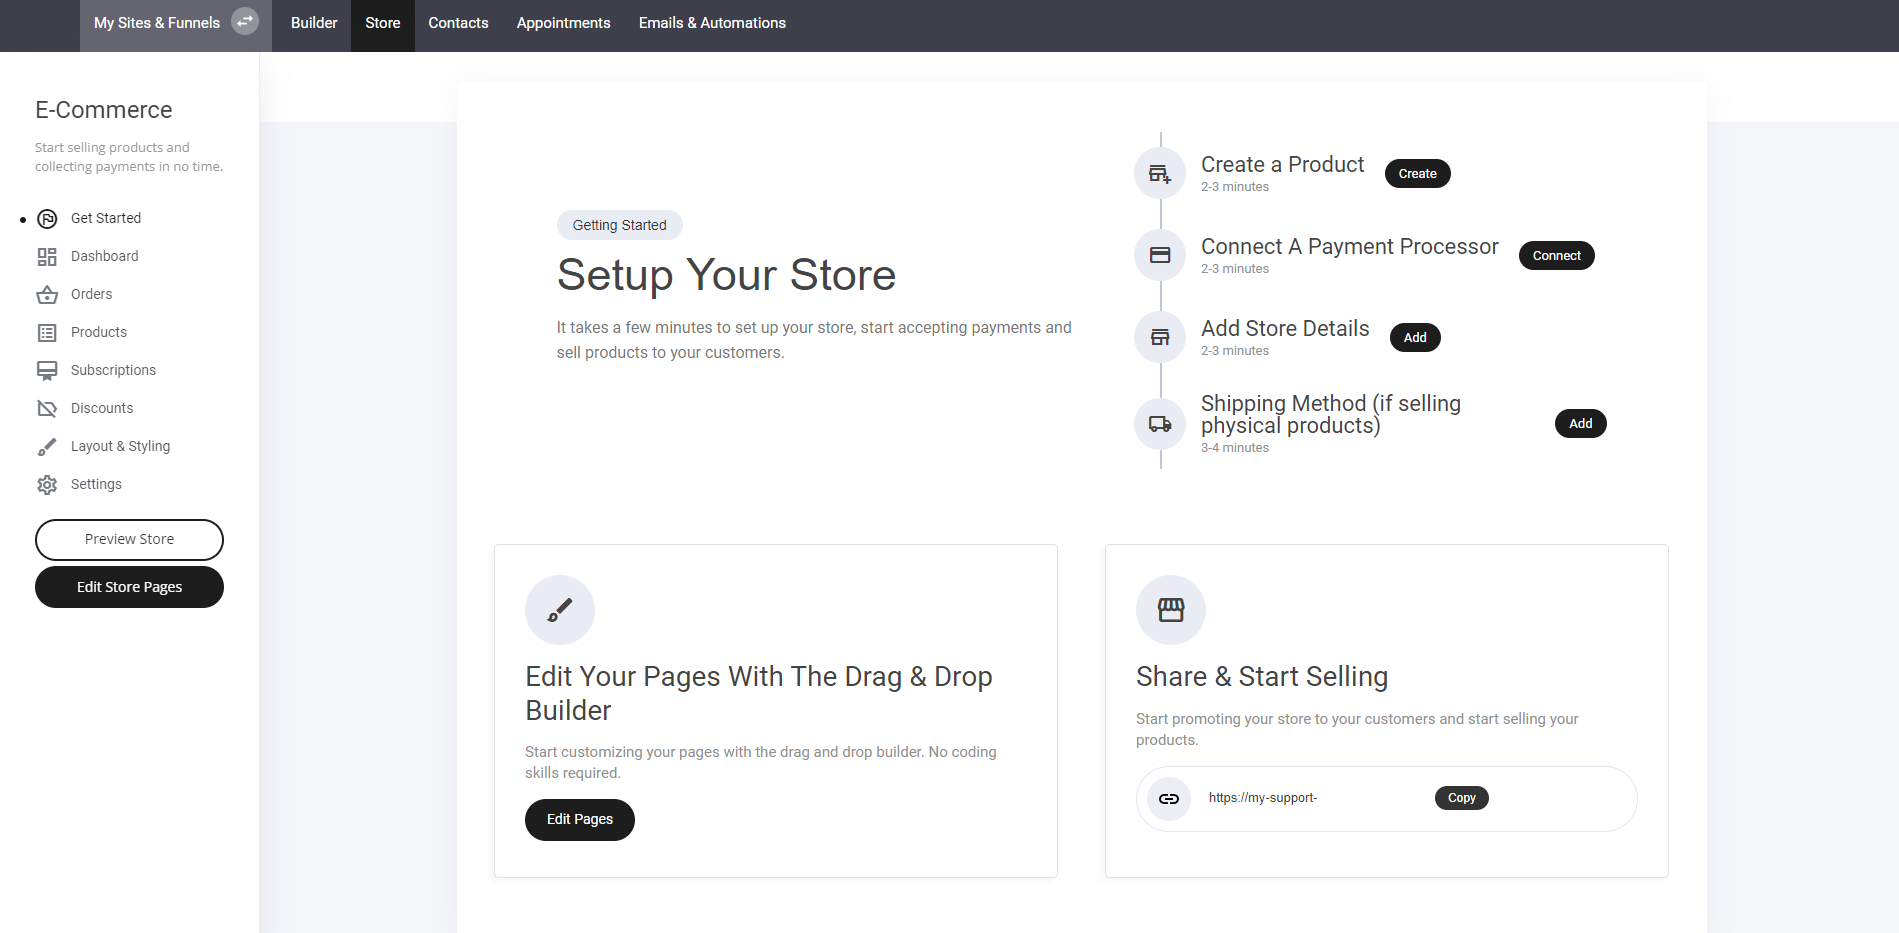 My Sites & Funnels
Builder
Store
Contacts
Appointments
Emails & Automations
E-Commerce
Start selling products and
collecting payments in no time.
Get Started
Dashboard
Orders
Products
Subscriptions
Discounts
Layout & Styling
Settings
Preview Store
Edit Store Pages
Getting Started
Setup Your Store
It takes a few minutes to set up your store, start accepting payments and
sell products to your customers.
Create a Product
2-3 minutes
Create
Connect A Payment Processor
2-3 minutes
Connect
Add Store Details
2-3 minutes
Add
Shipping Method (if selling
physical products)
3-4 minutes
Add
Edit Your Pages With The Drag & Drop
Builder
Start customizing your pages with the drag and drop builder. No coding
skills required.
Edit Pages
Share & Start Selling
Start promoting your store to your customers and start selling your
products.
https://my-support-
Copy